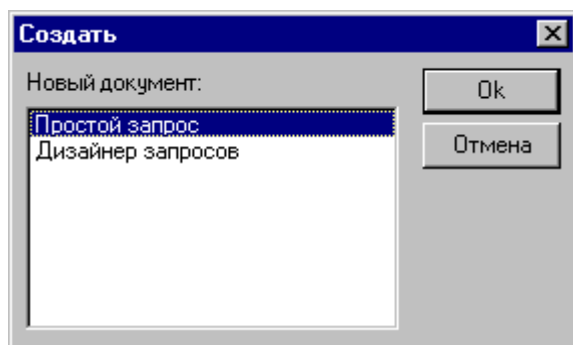 Создать
Новый документ:
Ok
Простой запрос
Отмена
Дизайнер запросов